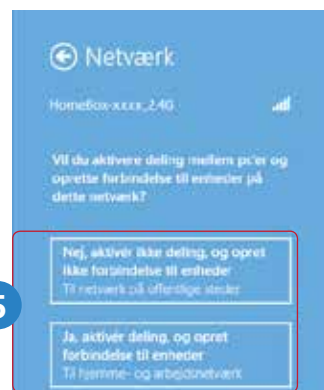 Netværk
HomeBox-xxxx_2.4G
Vil du aktivere deling mellem pc'er og
oprette forbindelse til enheder på
dette netværk?
Nej, aktivér ikke deling, og opret
ikke forbindelse til enheder
Til netværk på offentlige steder
5
Ja, aktivér deling, og opret
forbindelse til enheder
Til hjemme- og arbejdsnetværk